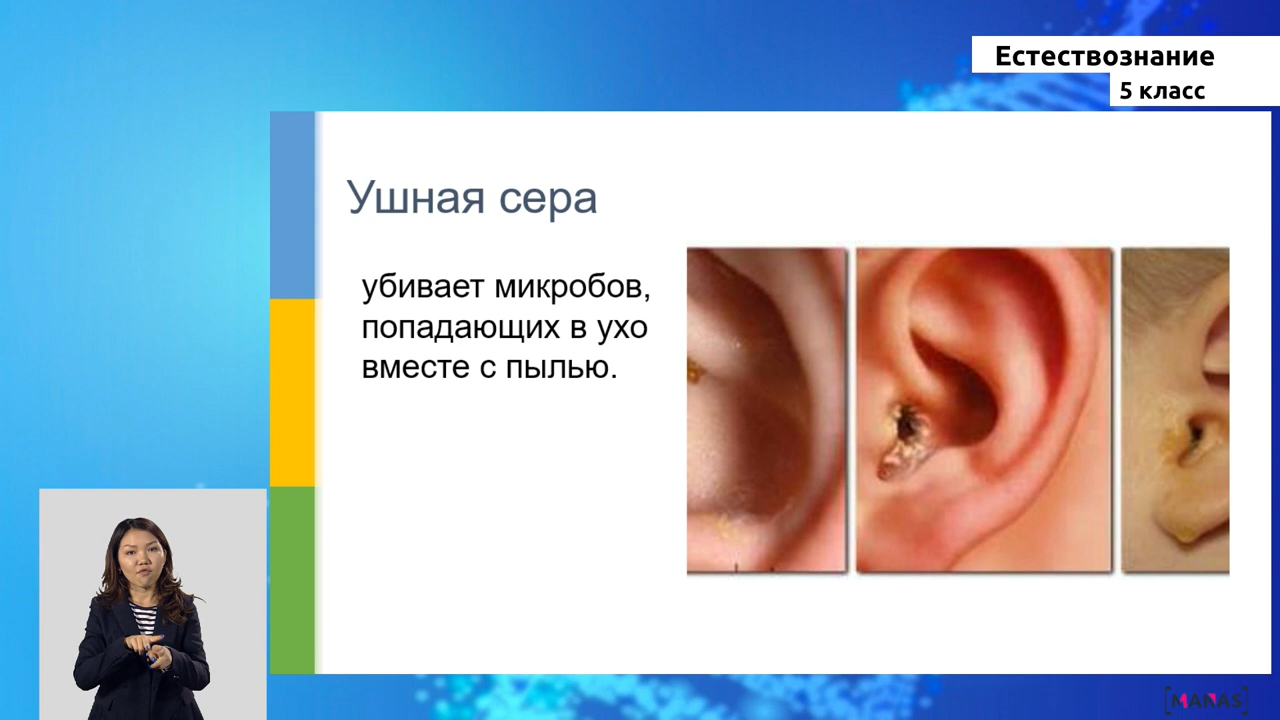 Естествознание
5 класс
Ушная сера
убивает микробов,
попадающих в ухо
вместе с пылью.
[MANAS]